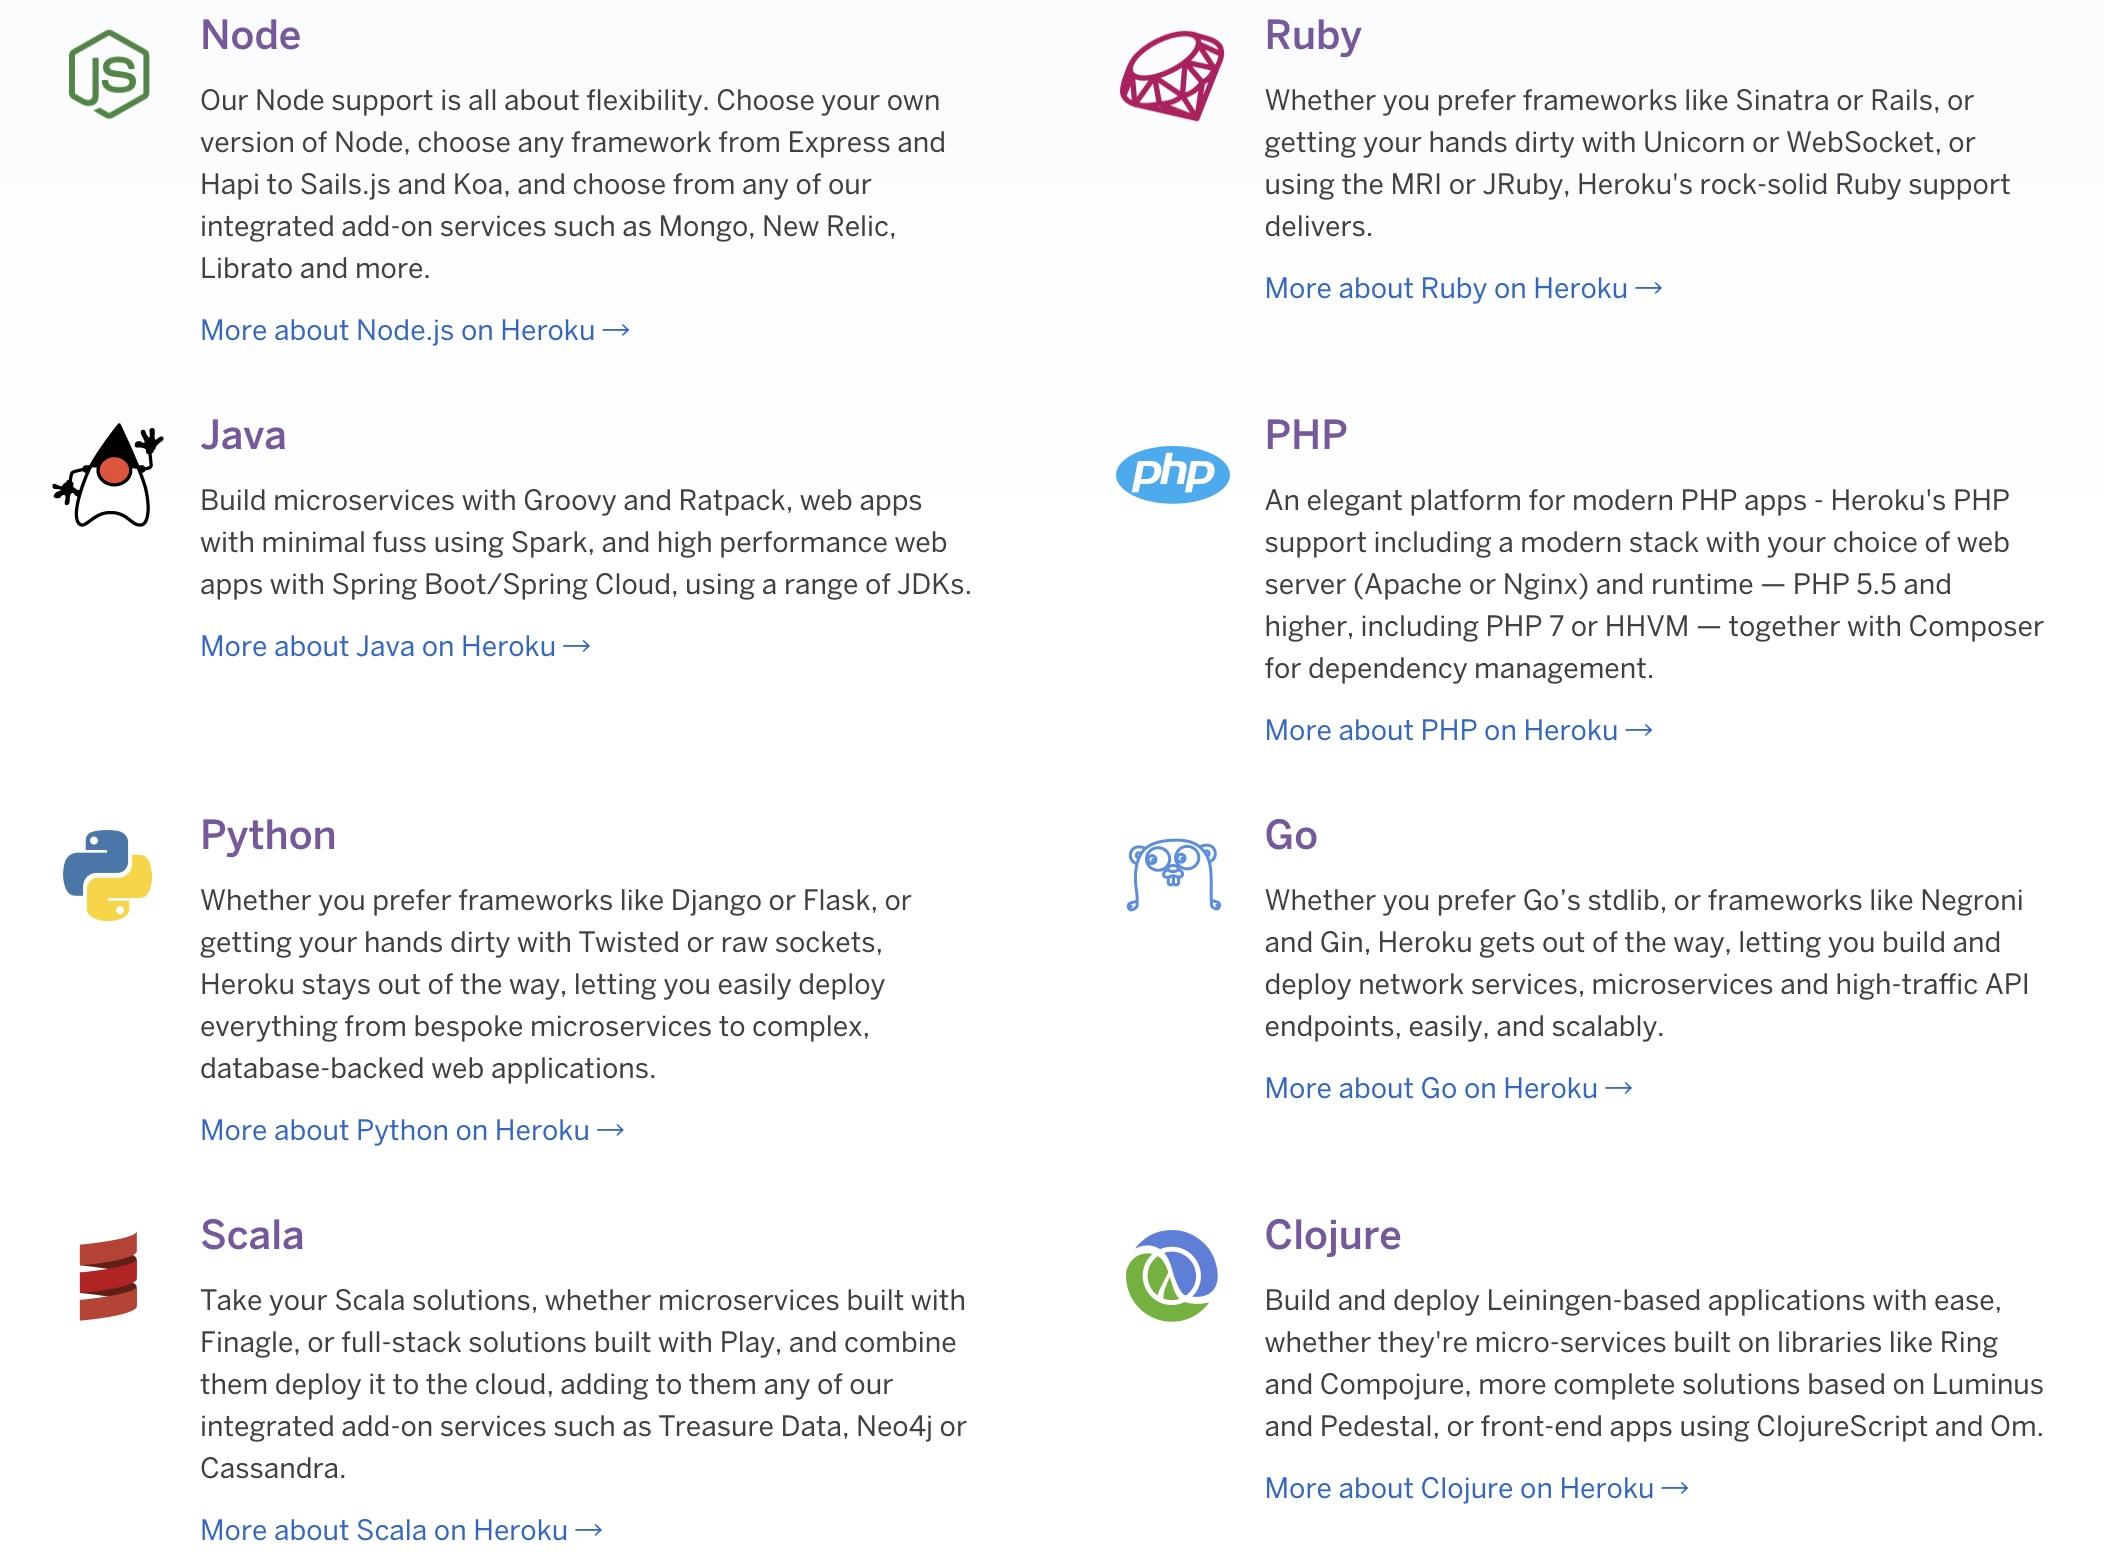 JS
Node
Our Node support is all about flexibility. Choose your own
version of Node, choose any framework from Express and
Hapi to Sails.js and Koa, and choose from any of our
integrated add-on services such as Mongo, New Relic,
Librato and more.
More about Node.js on Heroku →
Ruby
Whether you prefer frameworks like Sinatra or Rails, or
getting your hands dirty with Unicorn or WebSocket, or
using the MRI or JRuby, Heroku's rock-solid Ruby support
delivers.
More about Ruby on Heroku →
Java
Build microservices with Groovy and Ratpack, web apps
with minimal fuss using Spark, and high performance web
apps with Spring Boot/Spring Cloud, using a range of JDKs.
More about Java on Heroku →
php
PHP
An elegant platform for modern PHP apps - Heroku's PHP
support including a modern stack with your choice of web
server (Apache or Nginx) and runtime — PHP 5.5 and
higher, including PHP 7 or HHVM — together with Composer
for dependency management.
More about PHP on Heroku →
Python
Whether you prefer frameworks like Django or Flask, or
getting your hands dirty with Twisted or raw sockets,
Heroku stays out of the way, letting you easily deploy
everything from bespoke microservices to complex,
database-backed web applications.
More about Python on Heroku →
Go
Whether you prefer Go’s stdlib, or frameworks like Negroni
and Gin, Heroku gets out of the way, letting you build and
deploy network services, microservices and high-traffic API
endpoints, easily, and scalably.
More about Go on Heroku →
Scala
Take your Scala solutions, whether microservices built with
Finagle, or full-stack solutions built with Play, and combine
them deploy it to the cloud, adding to them any of our
integrated add-on services such as Treasure Data, Neo4j or
Cassandra.
More about Scala on Heroku →
Clojure
Build and deploy Leiningen-based applications with ease,
whether they're micro-services built on libraries like Ring
and Compojure, more complete solutions based on Luminus
and Pedestal, or front-end apps using ClojureScript and Om.
More about Clojure on Heroku →